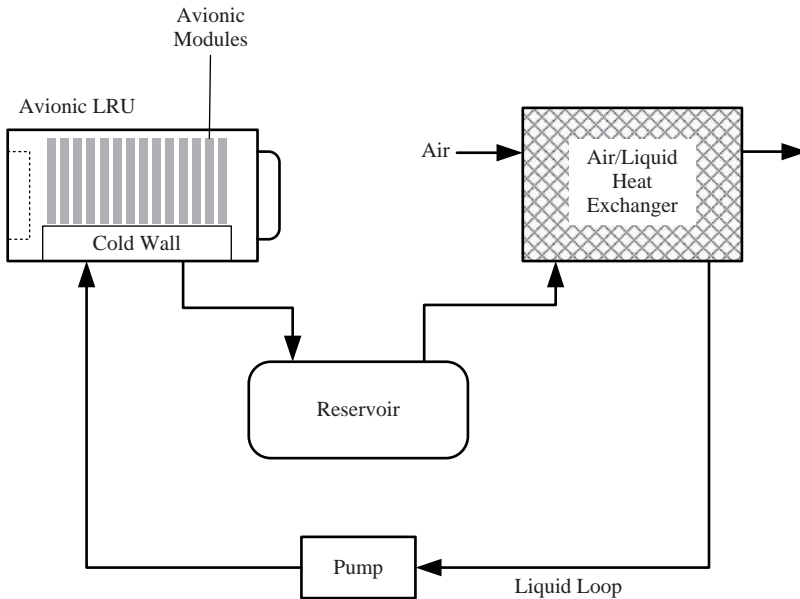 Avionic
Modules
Avionic LRU
Cold Wall
Air
Air/Liquid
Heat
Exchanger
Reservoir
Pump
Liquid Loop